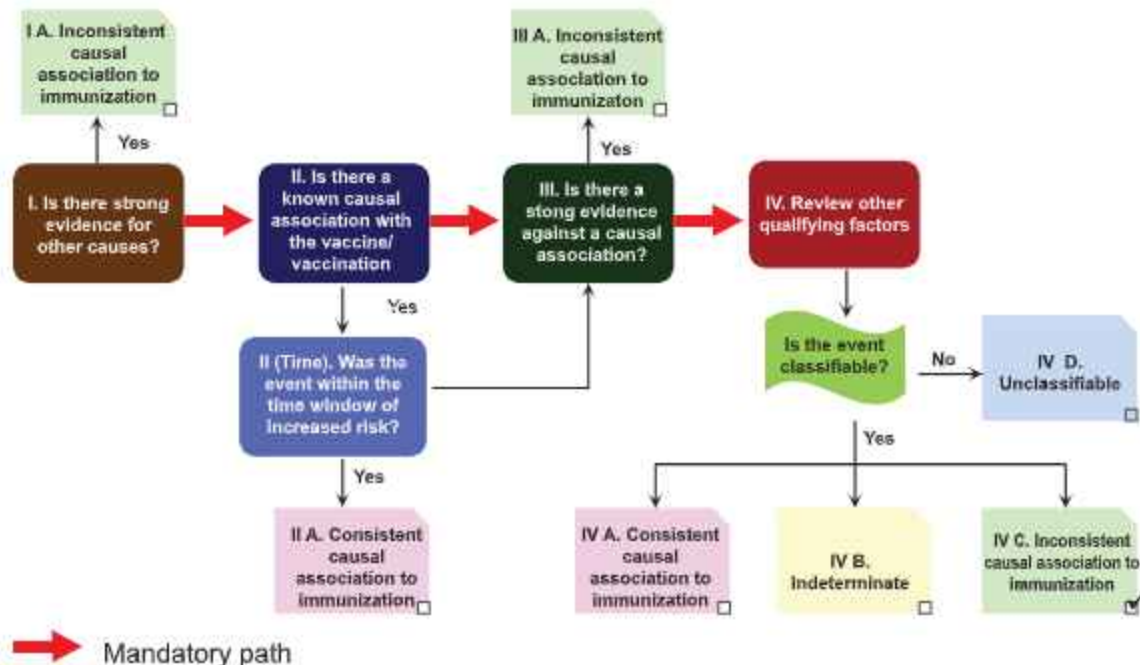 I A. Inconsistent
causal
association to
immunization
Yes
III A. Inconsistent
causal
association to
immunizaton
Yes
I. Is there strong
evidence for
other causes?
II. Is there a
known causal
association with
the vaccine/
vaccination
III. Is there a
stong evidence
against a causal
association?
IV. Review other
qualifying factors
Yes
II (Time). Was the
event within the
time window of
increased risk?
Is the event
classifiable?
No
IV D.
Unclassifiable
Yes
Yes
II A. Consistent
causal
association to
immunization
IV A. Consistent
causal
association to
immunization
IV B.
Indeterminate
IV C. Inconsistent
causal association to
immunization
Mandatory path